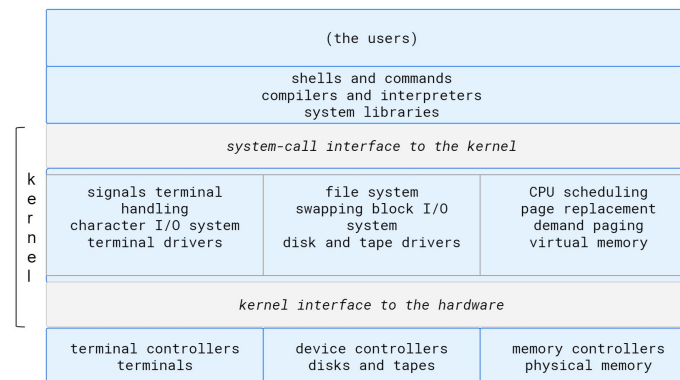 (the users)
shells and commands
compilers and interpreters
system libraries
system-call interface to the kernel
kernel
signals terminal
handling
character I/O system
terminal drivers
file system
swapping block I/O
system
disk and tape drivers
CPU scheduling
page replacement
demand paging
virtual memory
kernel interface to the hardware
terminal controllers
terminals
device controllers
disks and tapes
memory controllers
physical memory